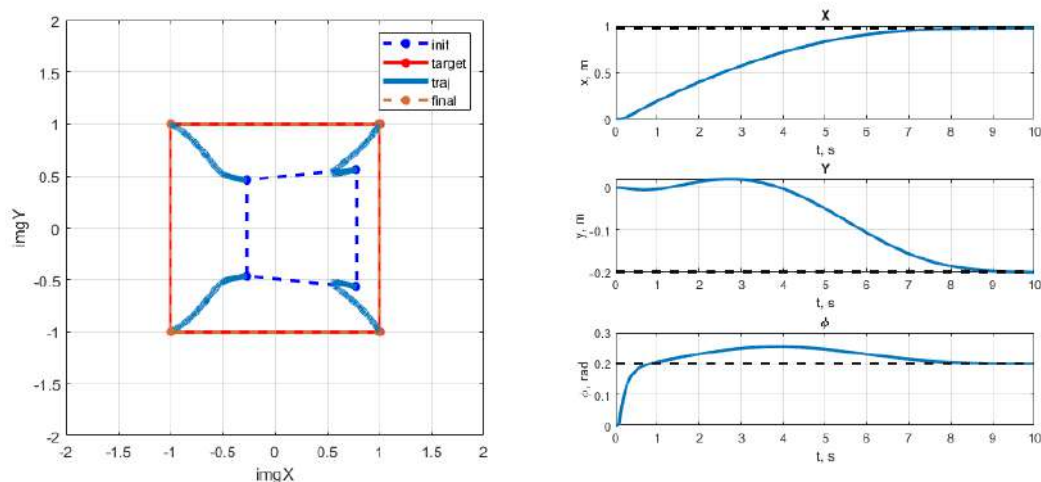 2
1.5
1
0.5
0
-0.5
-1
-1.5
-2
imgY
-2 -1.5 -1 -0.5 0 0.5 1 1.5 2
imgX
init
target
traj
final
X
1
0.5
0
x, m
0 1 2 3 4 5 6 7 8 9 10
t, s
Y
0
-0.1
-0.2
y, m
0 1 2 3 4 5 6 7 8 9 10
t, s
ϕ
0.3
0.2
0.2
0
ϕ, rad
0 1 2 3 4 5 6 7 8 9 10
t, s